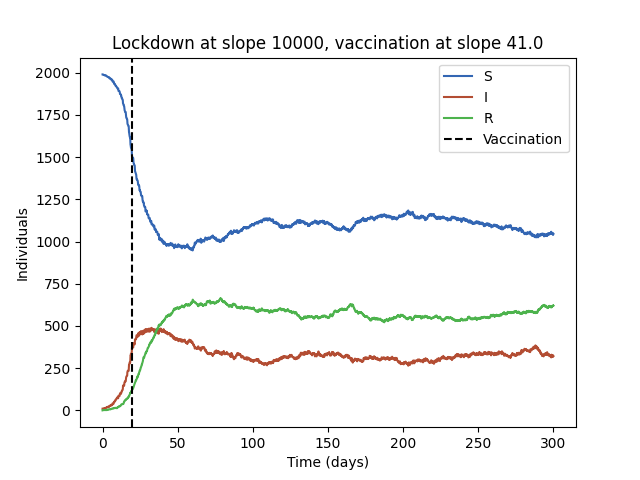 Lockdown at slope 10000, vaccination at slope 41.0
2000
1750
1500
1250
1000
750
500
250
0
Individuals
S
I
R
Vaccination
0 50 100 150 200 250 300
Time (days)